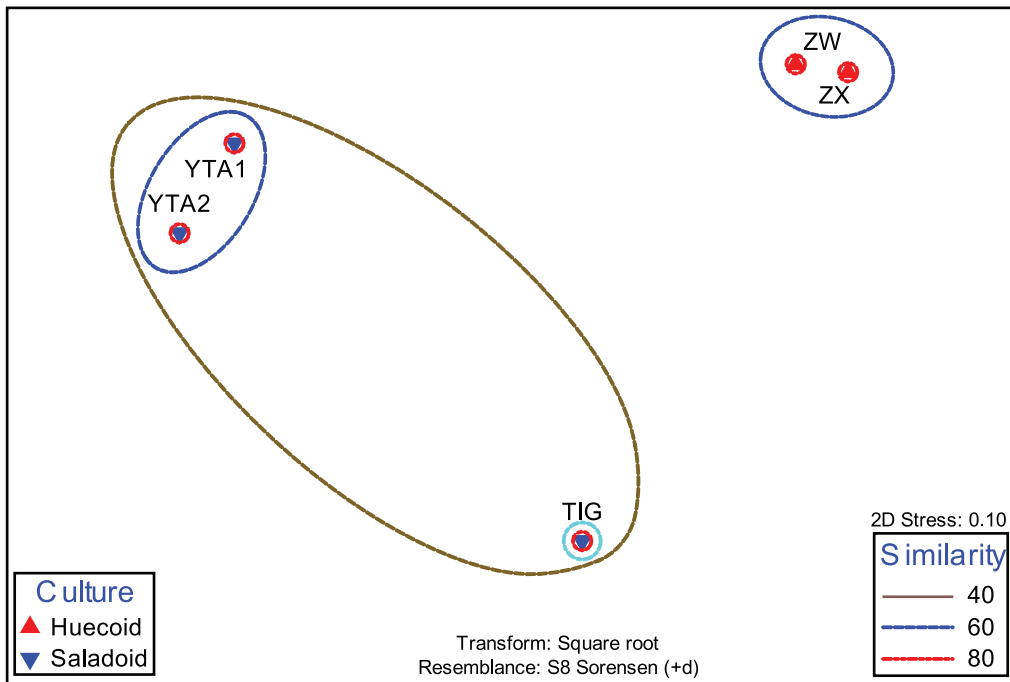 ZW
ZX
YTA1
YTA2
TIG
2D Stress: 0.10
Similarity
40
60
80
Culture
Huecoid
Saladoid
Transform: Square root
Resemblance: S8 Sorensen (+d)